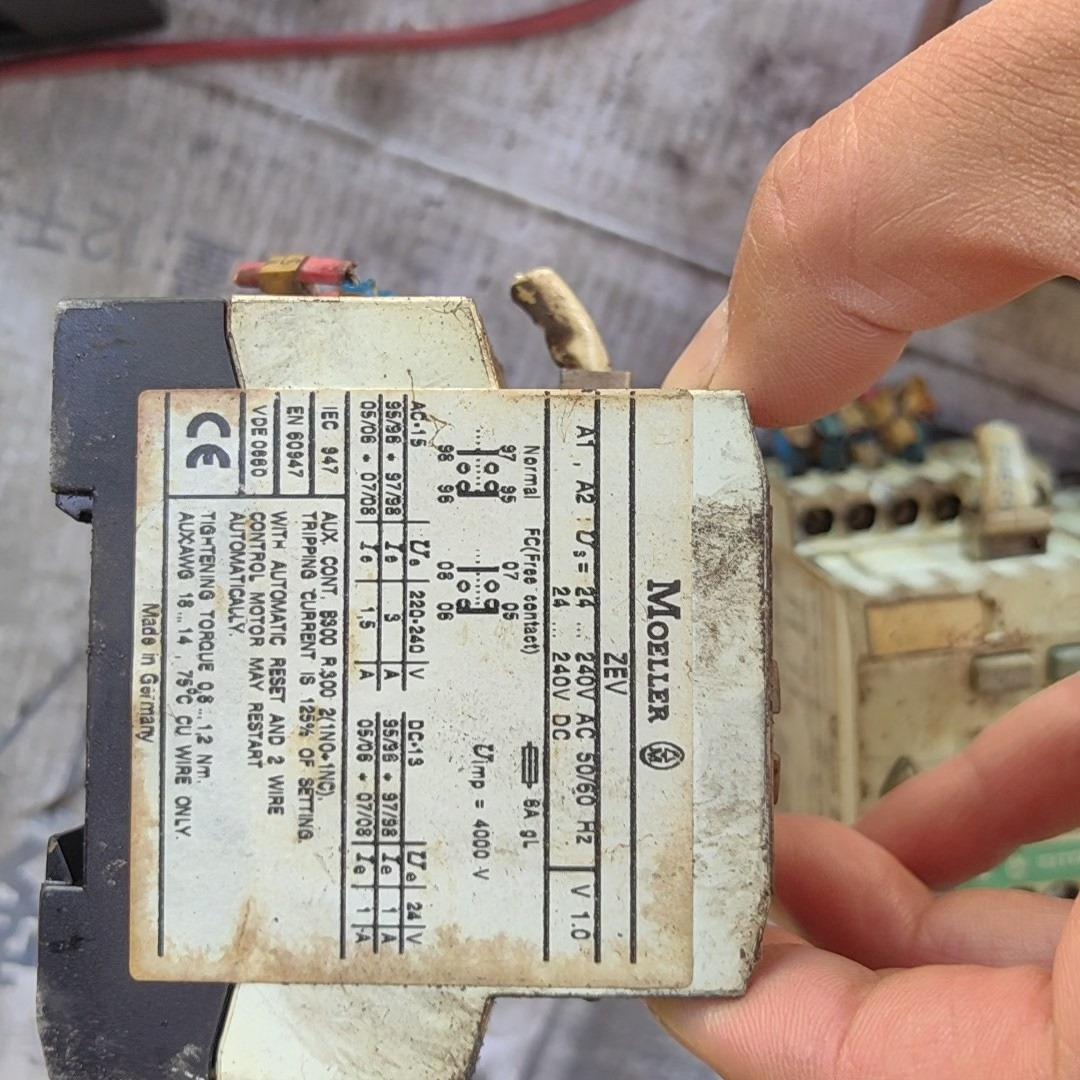 MOELLER
ZEV
A1, A2 : Us = 24 ... 240V AC 50/60 Hz V 1.0
24 ... 240V DC
Normal FC(Free contact) 6A gL
97 95 07 05
98 96 08 06
Uimp = 4000 V
AC-15 Ue 220-240 V DC-13 Ue 24 V
95/96 + 97/98 Ie 3 A 95/96 + 97/98 Ie 1 A
05/06 + 07/08 Ie 1,5 A 05/06 + 07/08 Ie 1 A
IEC 947
EN 60947
VDE 0660
CE
AUX. CONT. B300 R300 2(1NO+1NC).
TRIPPING CURRENT IS 125% OF SETTING.
WITH AUTOMATIC RESET AND 2 WIRE
CONTROL MOTOR MAY RESTART
AUTOMATICALLY.
TIGHTENING TORQUE 0,8...1,2 Nm.
AUXAWG 18...14 , 75°C CU WIRE ONLY.
Made in Germany